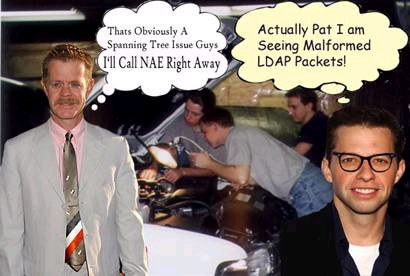 Thats Obviously A
Spanning Tree Issue Guys
I'll Call NAE Right Away
Actually Pat I am
Seeing Malformed
LDAP Packets!